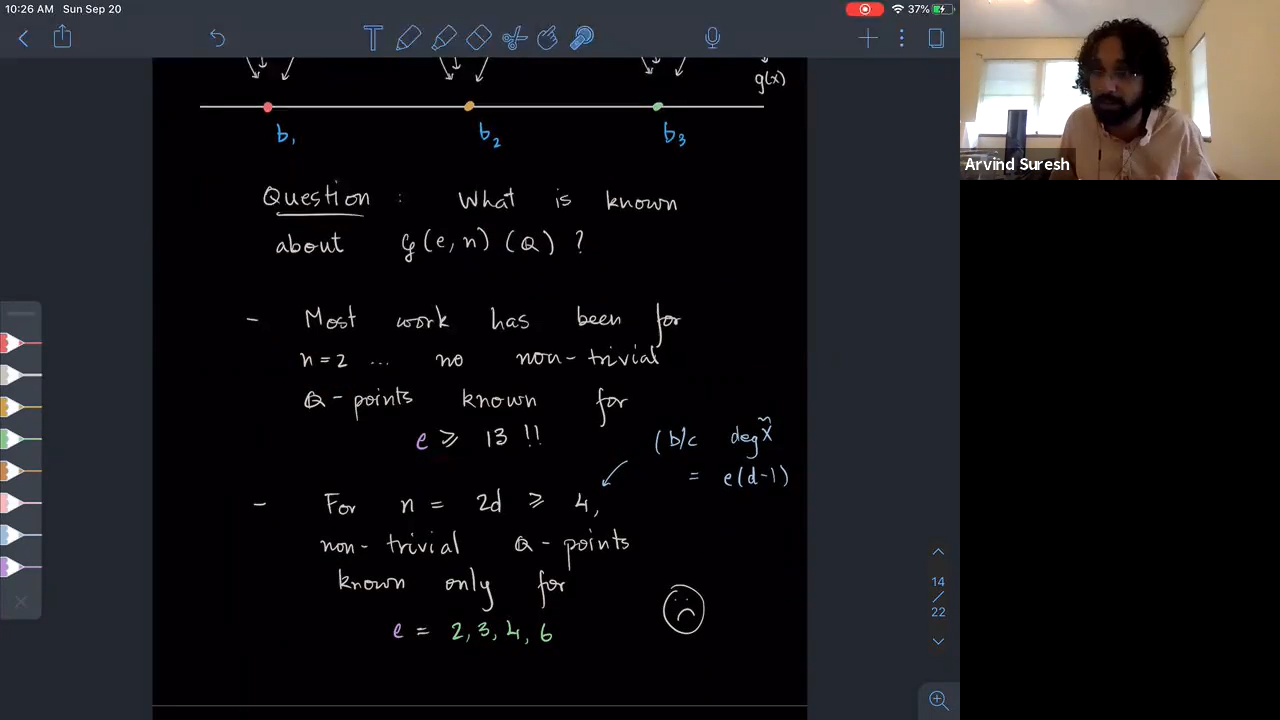 10:26 AM Sun Sep 20
37%
g(x)
b₁ b₂ b₃
Arvind Suresh
Question : What is known
about g(e, n) (Q) ?
- Most work has been for
n=2 ... no non-trivial
Q-points known for
e ≥ 13 !!
(b/c deg X̃
= e(d-1)
- For n = 2d ≥ 4,
non-trivial Q-points
known only for
e = 2, 3, 4, 6
14
/
22